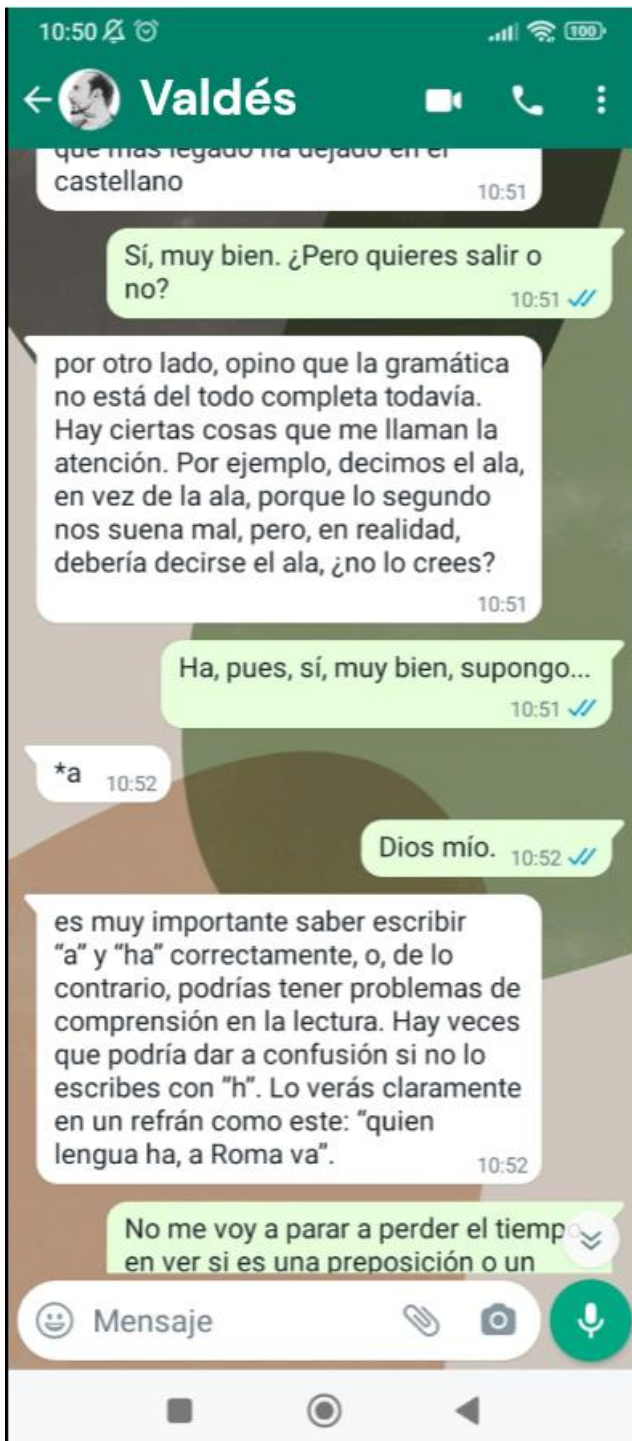 10:50
100
Valdés
que más legado ha dejado en el
castellano
10:51
Sí, muy bien. ¿Pero quieres salir o
no?
10:51
por otro lado, opino que la gramática
no está del todo completa todavía.
Hay ciertas cosas que me llaman la
atención. Por ejemplo, decimos el ala,
en vez de la ala, porque lo segundo
nos suena mal, pero, en realidad,
debería decirse el ala, ¿no lo crees?
10:51
Ha, pues, sí, muy bien, supongo...
10:51
*a
10:52
Dios mío.
10:52
es muy importante saber escribir
“a” y “ha” correctamente, o, de lo
contrario, podrías tener problemas de
comprensión en la lectura. Hay veces
que podría dar a confusión si no lo
escribes con “h”. Lo verás claramente
en un refrán como este: “quien
lengua ha, a Roma va”.
10:52
No me voy a parar a perder el tiempo
en ver si es una preposición o un
Mensaje